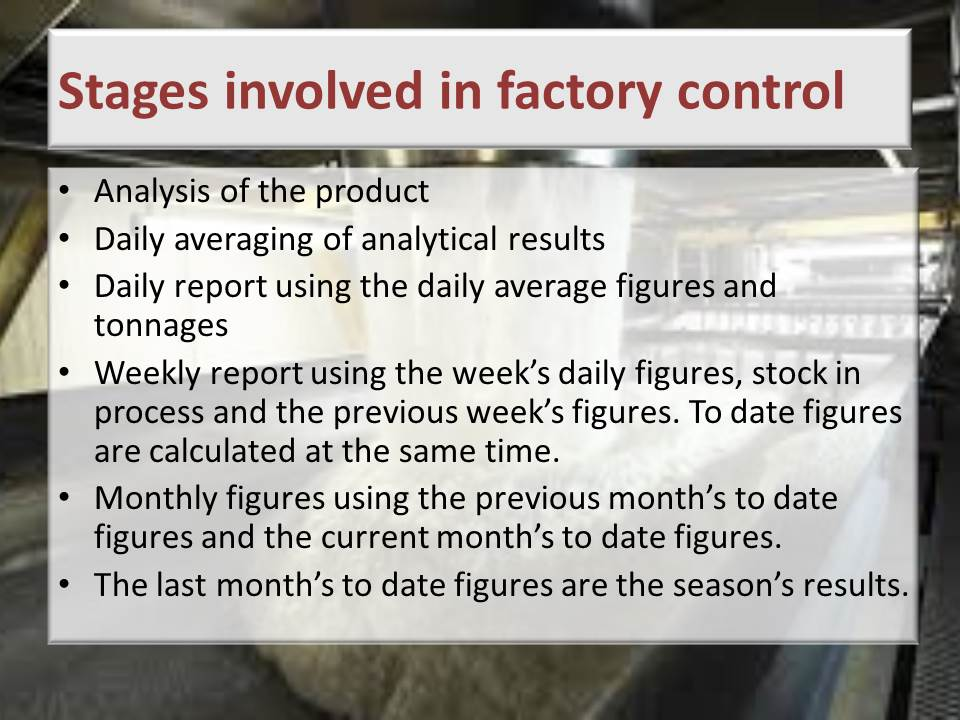 Stages involved in factory control
• Analysis of the product
• Daily averaging of analytical results
• Daily report using the daily average figures and
tonnages
• Weekly report using the week’s daily figures, stock in
process and the previous week’s figures. To date figures
are calculated at the same time.
• Monthly figures using the previous month’s to date
figures and the current month’s to date figures.
• The last month’s to date figures are the season’s results.